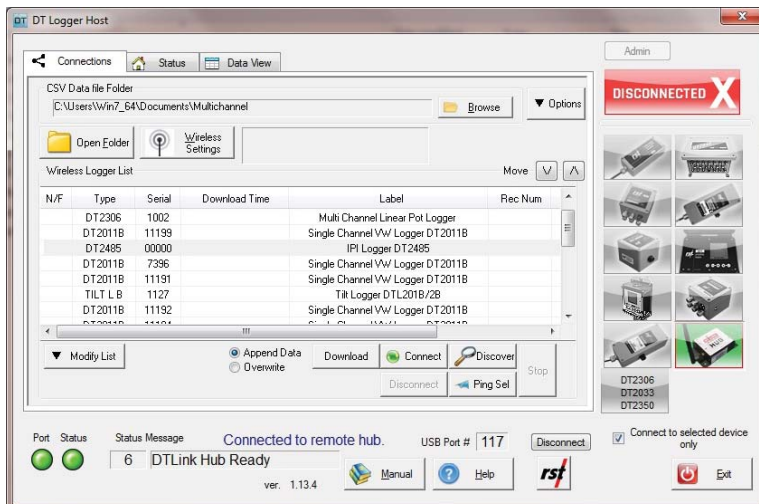 DT Logger Host
Admin
Connections Status Data View
DISCONNECTED X
CSV Data file Folder
C:\Users\Win7_64\Documents\Multichannel
Browse
Options
Open Folder
Wireless Settings
Wireless Logger List
Move
N/F Type Serial Download Time Label Rec Num
DT2306 1002 Multi Channel Linear Pot Logger
DT2011B 11199 Single Channel VW Logger DT2011B
DT2485 00000 IPI Logger DT2485
DT2011B 7396 Single Channel VW Logger DT2011B
DT2011B 11191 Single Channel VW Logger DT2011B
TILT L B 1127 Tilt Logger DTL201B/2B
DT2011B 11192 Single Channel VW Logger DT2011B
Modify List
Append Data
Overwrite
Download
Connect
Discover
Stop
Disconnect
Ping Sel
DT2306
DT2033
DT2350
Port Status Status Message Connected to remote hub. USB Port # 117 Disconnect
Connect to selected device
only
6 DTLink Hub Ready
ver. 1.13.4
Manual
Help
rst
Exit